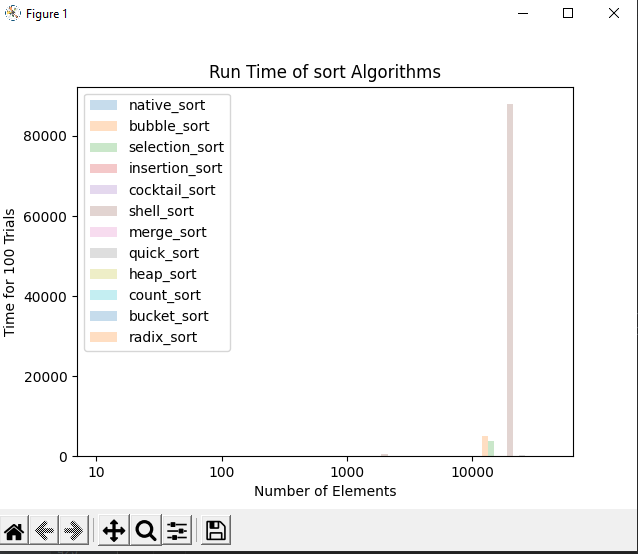 Figure 1
Run Time of sort Algorithms
native_sort
bubble_sort
selection_sort
insertion_sort
cocktail_sort
shell_sort
merge_sort
quick_sort
heap_sort
count_sort
bucket_sort
radix_sort
80000
60000
40000
20000
0
Time for 100 Trials
10 100 1000 10000
Number of Elements